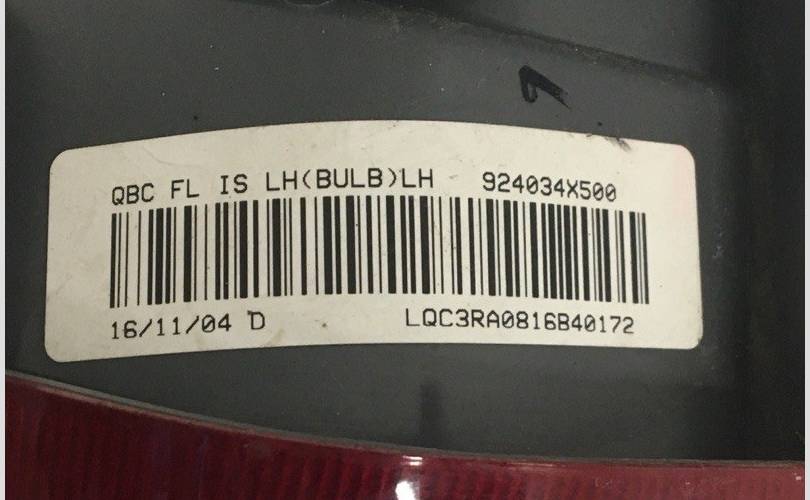 QBC FL IS LH(BULB)LH 924034X500
16/11/04 D LQC3RA0816B40172